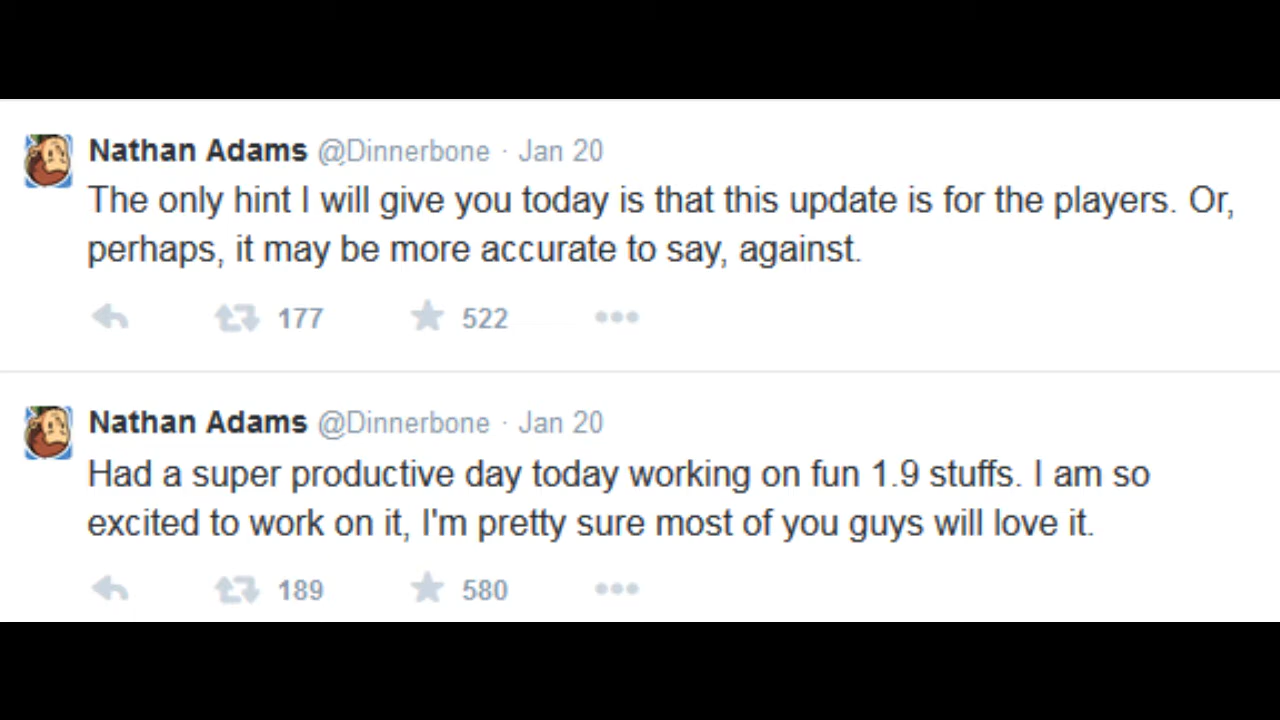 Nathan Adams @Dinnerbone · Jan 20
The only hint I will give you today is that this update is for the players. Or,
perhaps, it may be more accurate to say, against.
177 522
Nathan Adams @Dinnerbone · Jan 20
Had a super productive day today working on fun 1.9 stuffs. I am so
excited to work on it, I'm pretty sure most of you guys will love it.
189 580